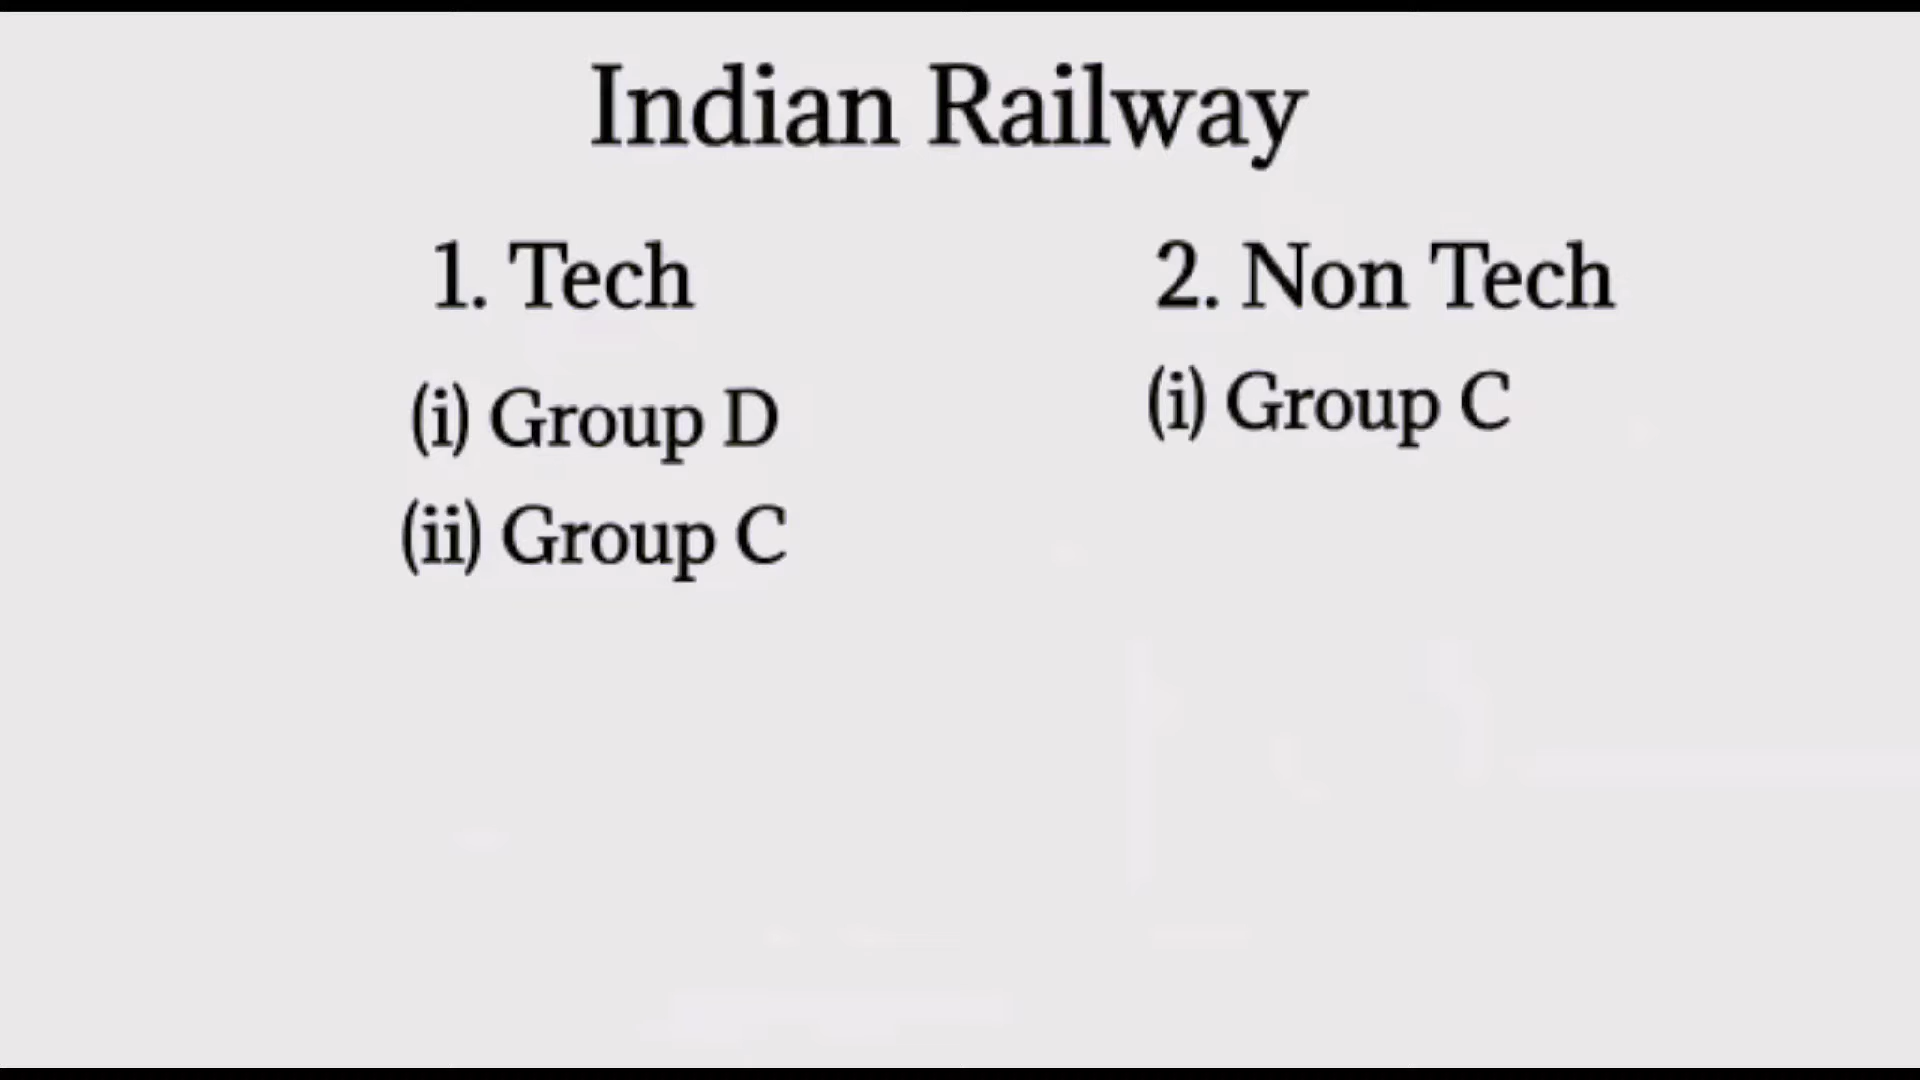 Indian Railway
1. Tech
(i) Group D
(ii) Group C
2. Non Tech
(i) Group C